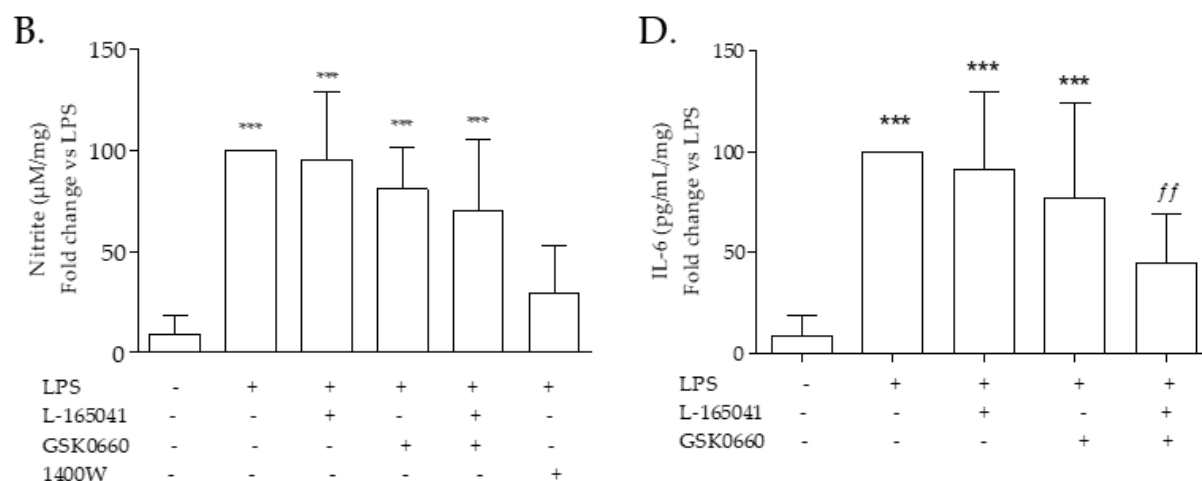 B.
Nitrite (µM/mg)
Fold change vs LPS
150
100
50
0
***
***
***
***
LPS - + + + + +
L-165041 - - + - + -
GSK0660 - - - + + -
1400W - - - - - +
D.
IL-6 (pg/mL/mg)
Fold change vs LPS
150
100
50
0
***
***
***
ƒƒ
LPS - + + + +
L-165041 - - + - +
GSK0660 - - - + +